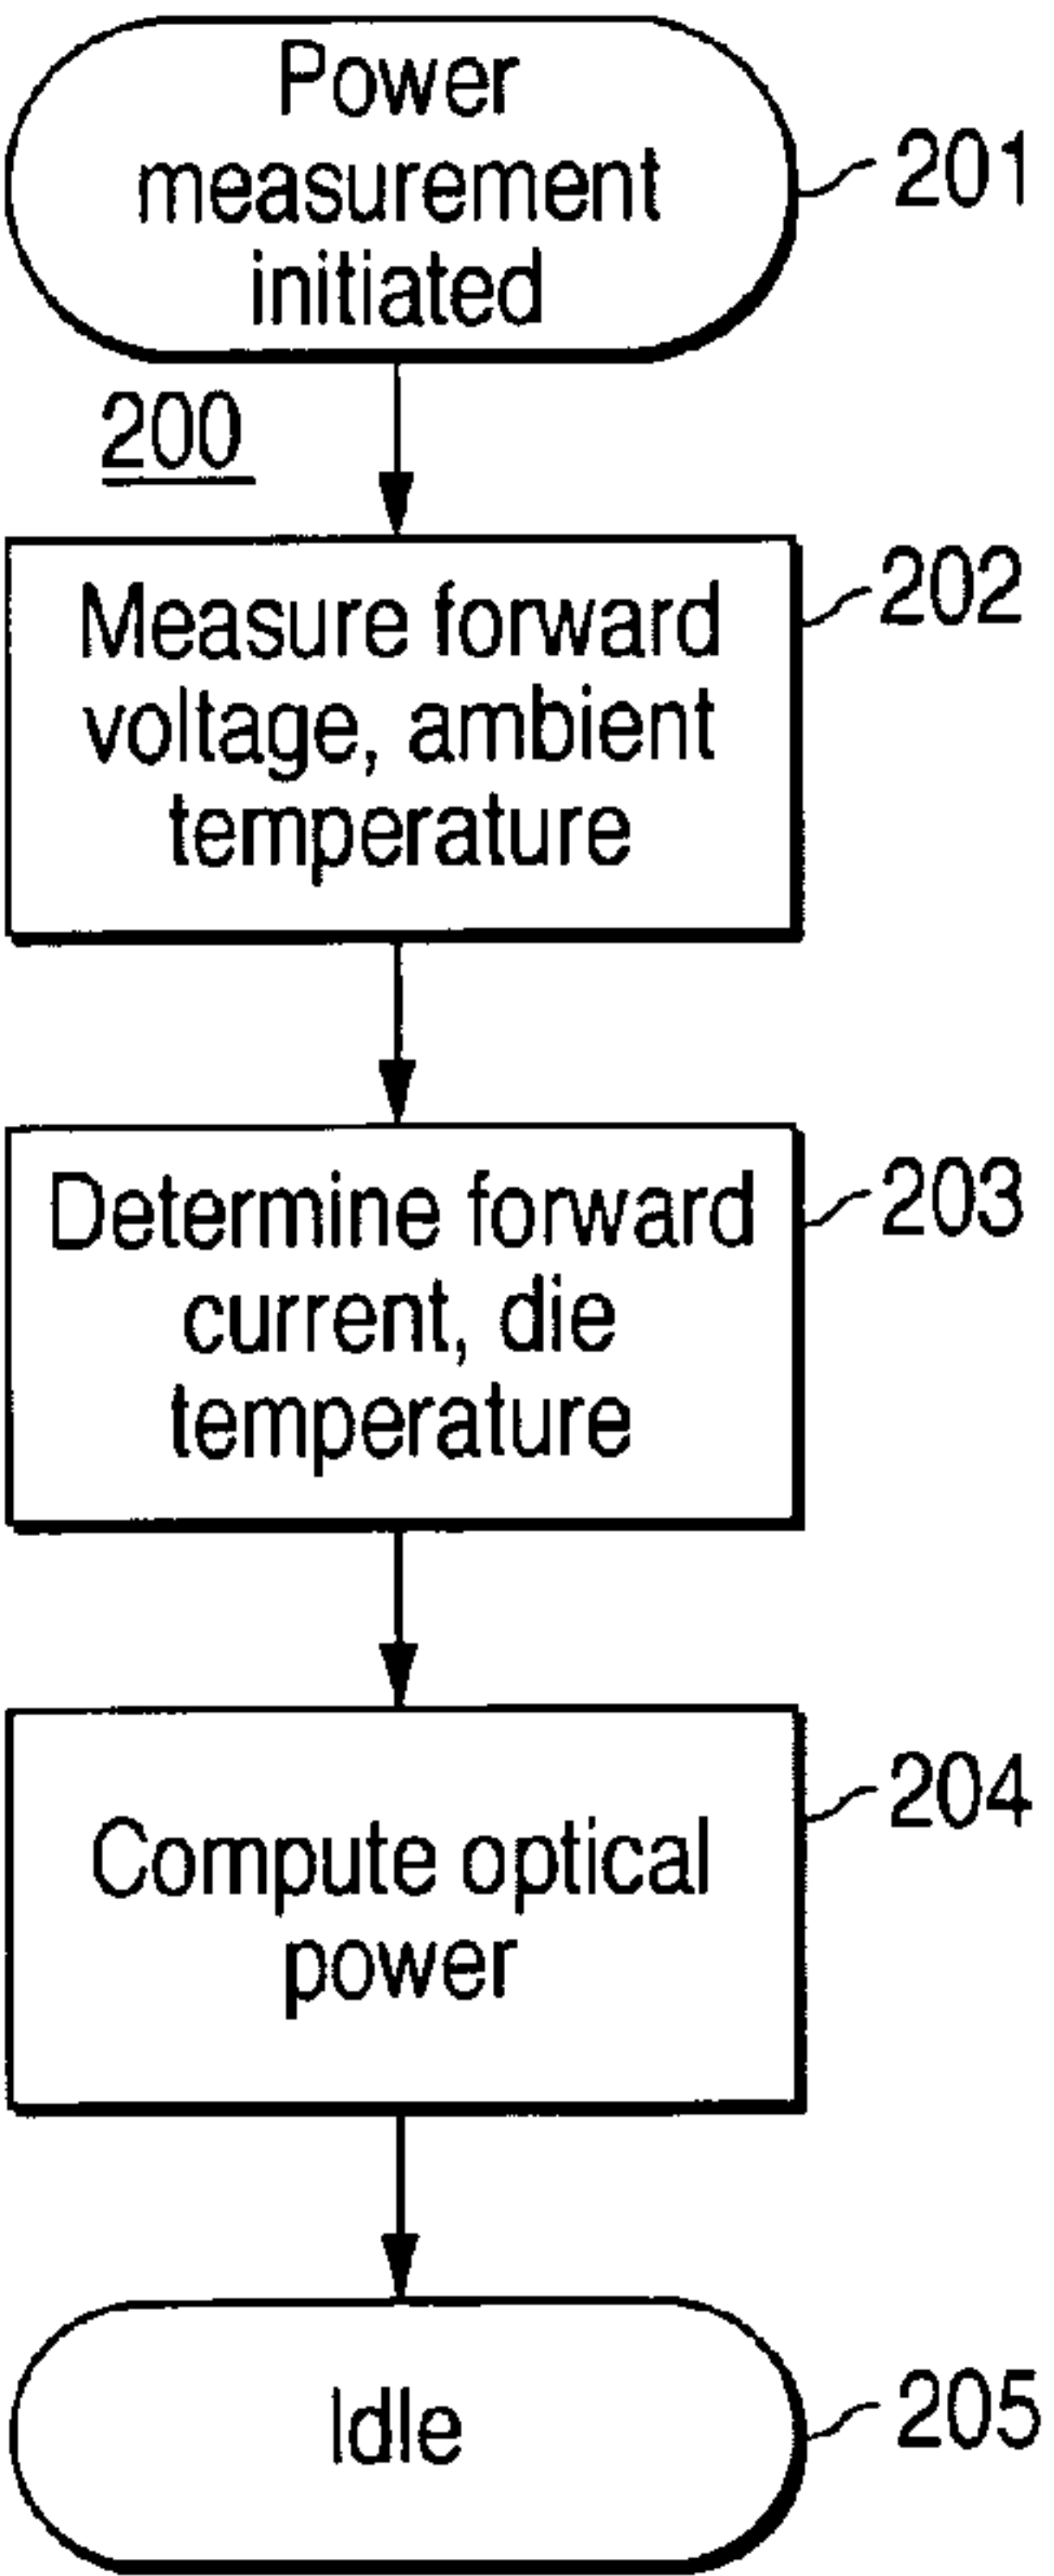 Power
measurement
initiated
201
200
Measure forward
voltage, ambient
temperature
202
Determine forward
current, die
temperature
203
Compute optical
power
204
Idle
205